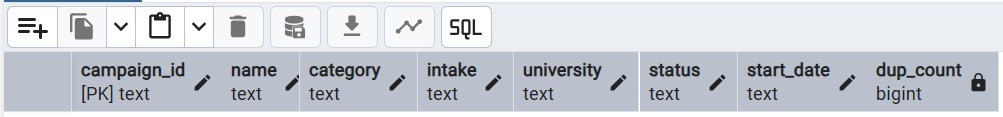 SQL
campaign_id name category intake university status start_date dup_count
[PK] text text text text text text text bigint